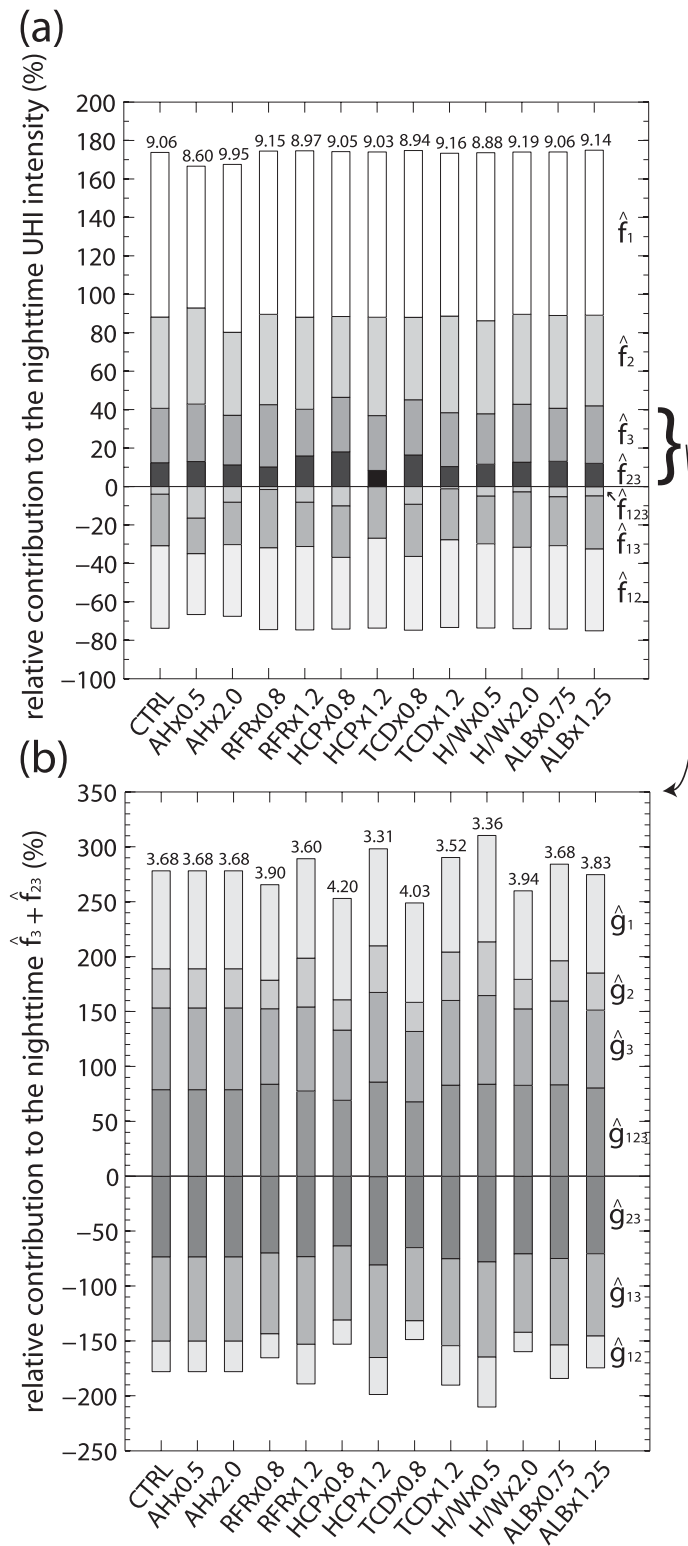 (a)
relative contribution to the nighttime UHI intensity (%)
200
180
160
140
120
100
80
60
40
20
0
−20
−40
−60
−80
−100
9.06
8.60
9.95
9.15
8.97
9.05
9.03
8.94
9.16
8.88
9.19
9.06
9.14
f̂₁
f̂₂
f̂₃
f̂₂₃
f̂₁₂₃
f̂₁₃
f̂₁₂
}
CTRL
AHx0.5
AHx2.0
RFRx0.8
RFRx1.2
HCPx0.8
HCPx1.2
TCDx0.8
TCDx1.2
H/Wx0.5
H/Wx2.0
ALBx0.75
ALBx1.25
(b)
relative contribution to the nighttime f̂₃ + f̂₂₃ (%)
350
300
250
200
150
100
50
0
−50
−100
−150
−200
−250
3.68
3.68
3.68
3.90
3.60
4.20
3.31
4.03
3.52
3.36
3.94
3.68
3.83
ĝ₁
ĝ₂
ĝ₃
ĝ₁₂₃
ĝ₂₃
ĝ₁₃
ĝ₁₂
CTRL
AHx0.5
AHx2.0
RFRx0.8
RFRx1.2
HCPx0.8
HCPx1.2
TCDx0.8
TCDx1.2
H/Wx0.5
H/Wx2.0
ALBx0.75
ALBx1.25